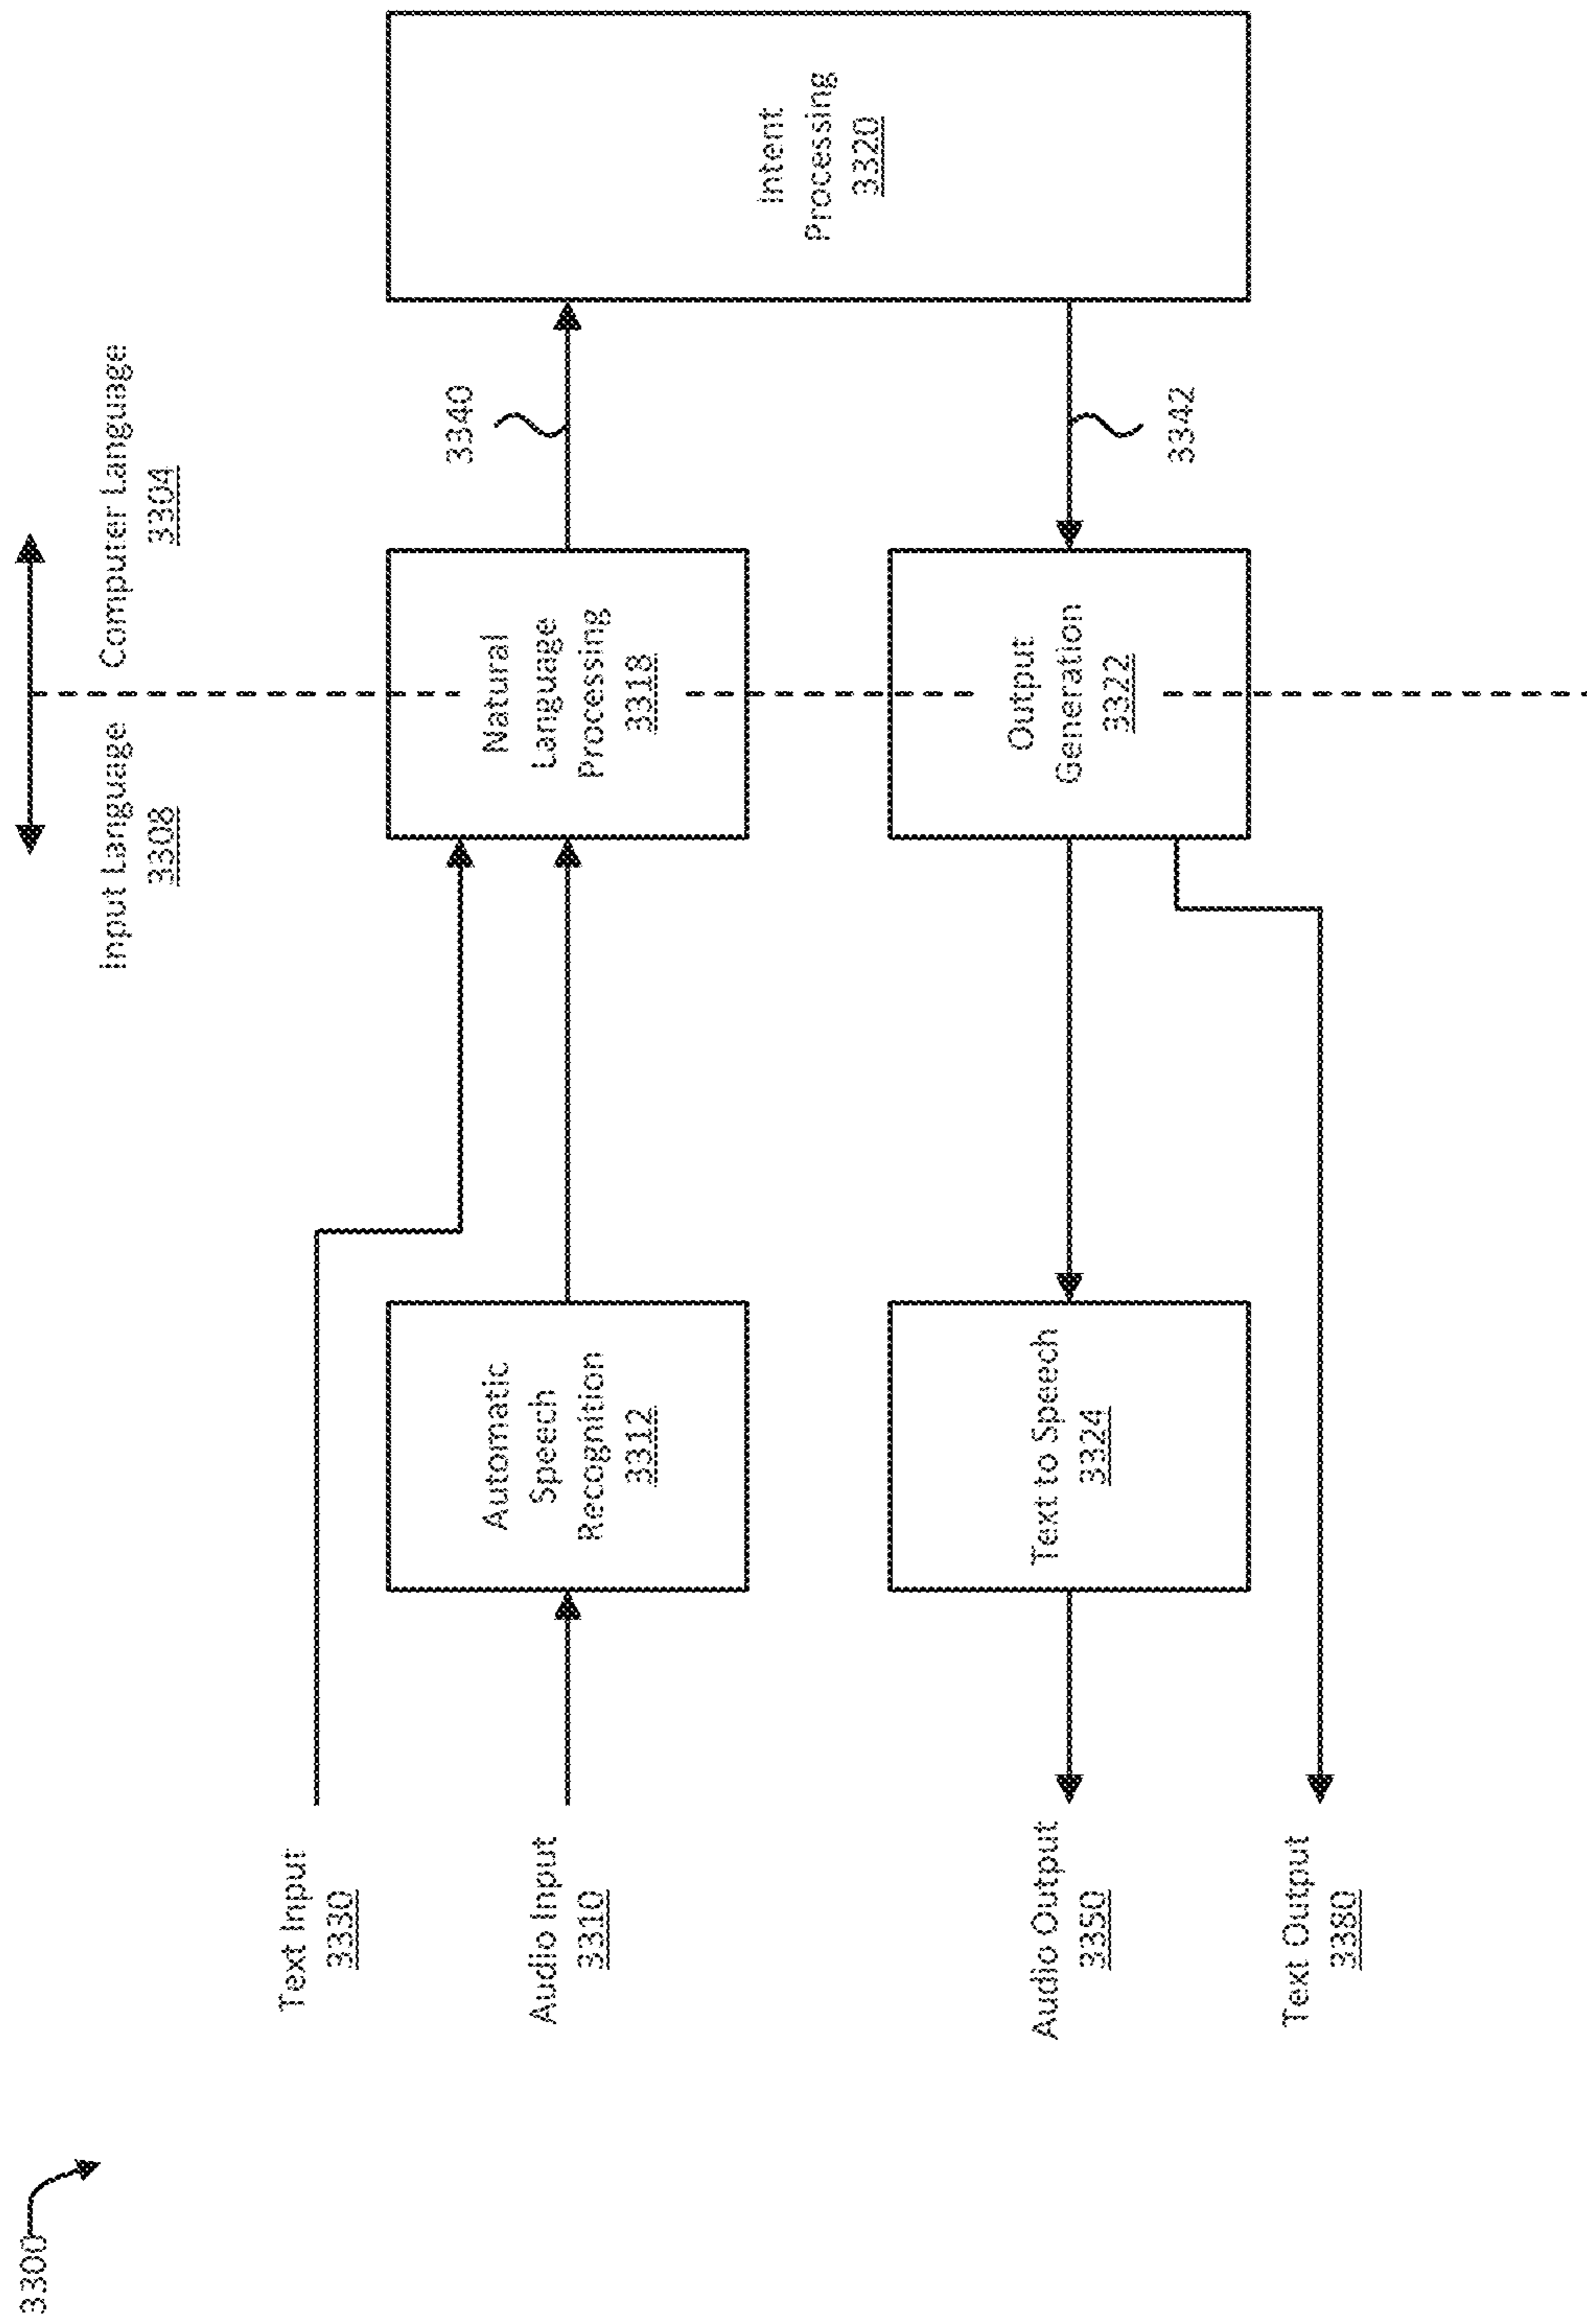 3300
Input Language
3308
Computer Language
3304
Text Input
3330
Audio Input
3310
Automatic
Speech
Recognition
3312
Natural
Language
Processing
3318
3340
Intent
Processing
3320
Audio Output
3350
Text to Speech
3324
Output
Generation
3322
3342
Text Output
3380